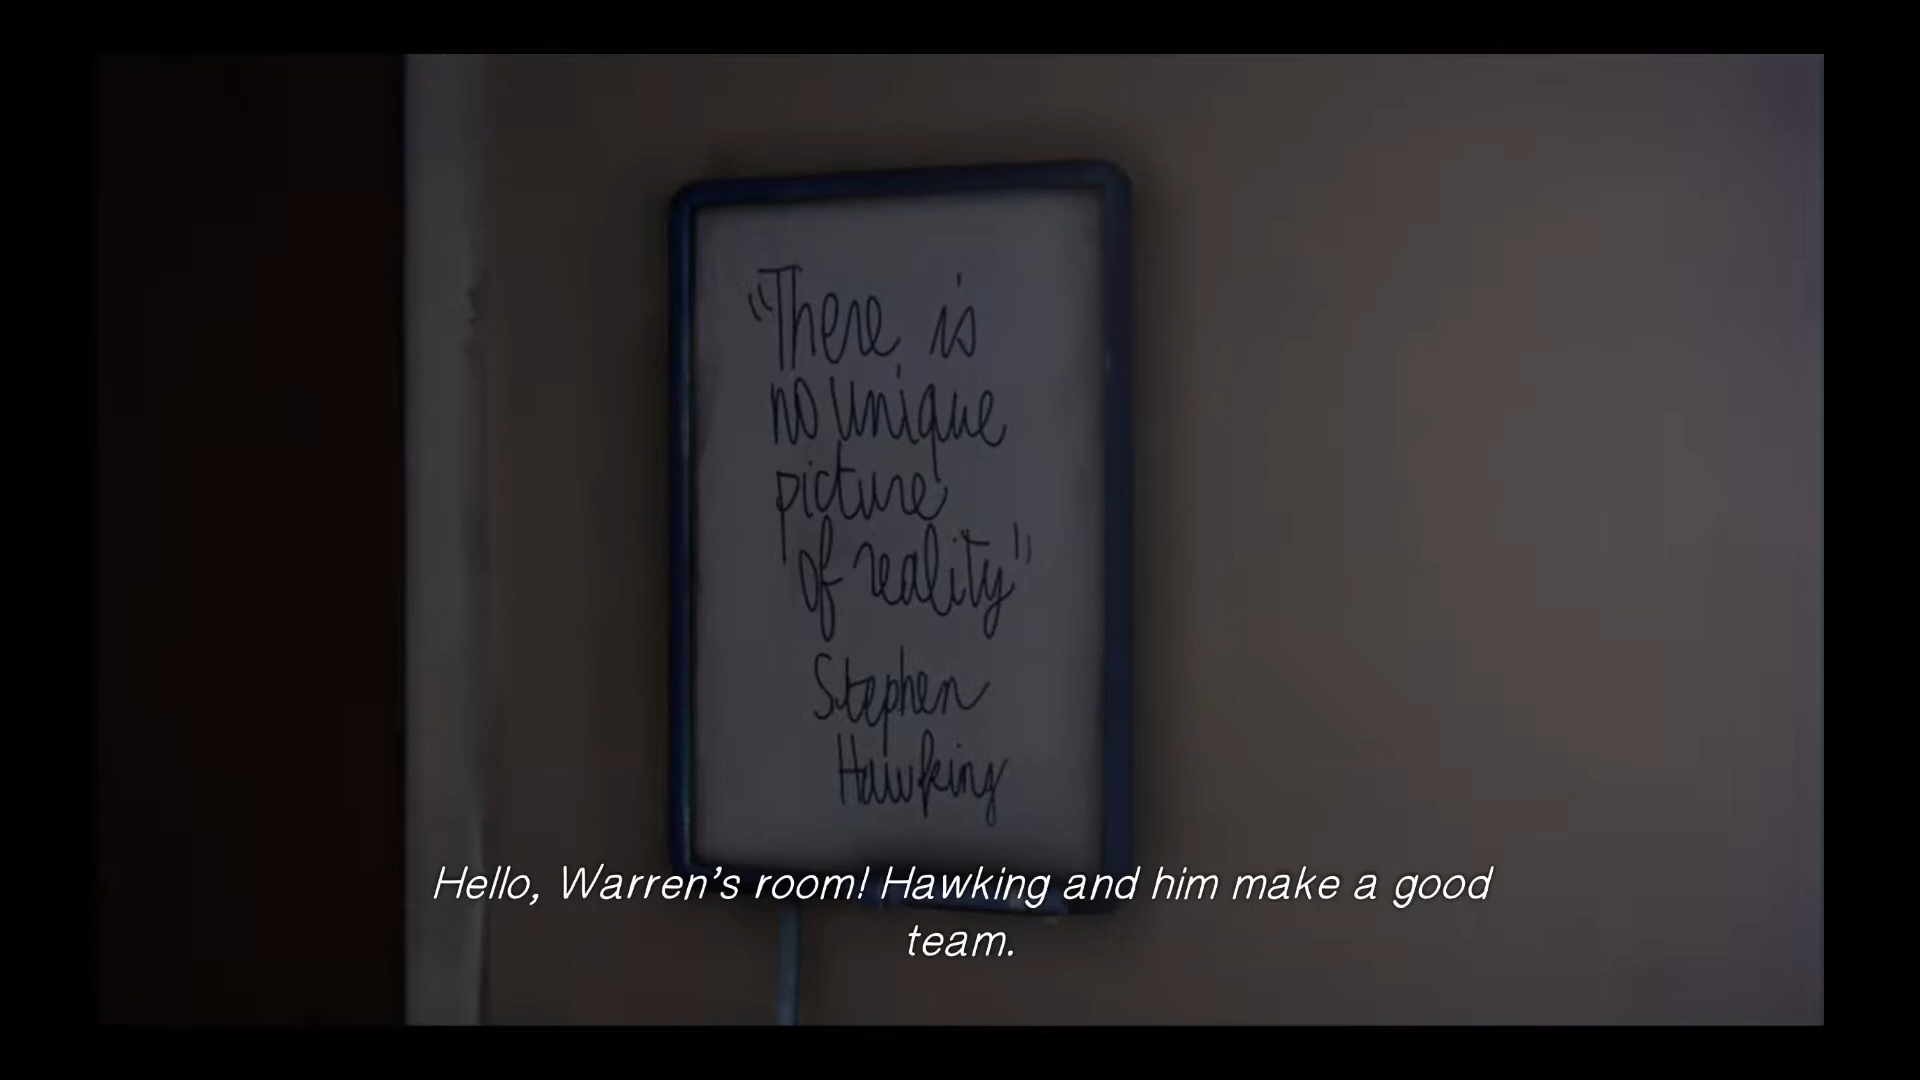 "There is
no unique
picture
of reality"
Stephen
Hawking
Hello, Warren's room! Hawking and him make a good
team.